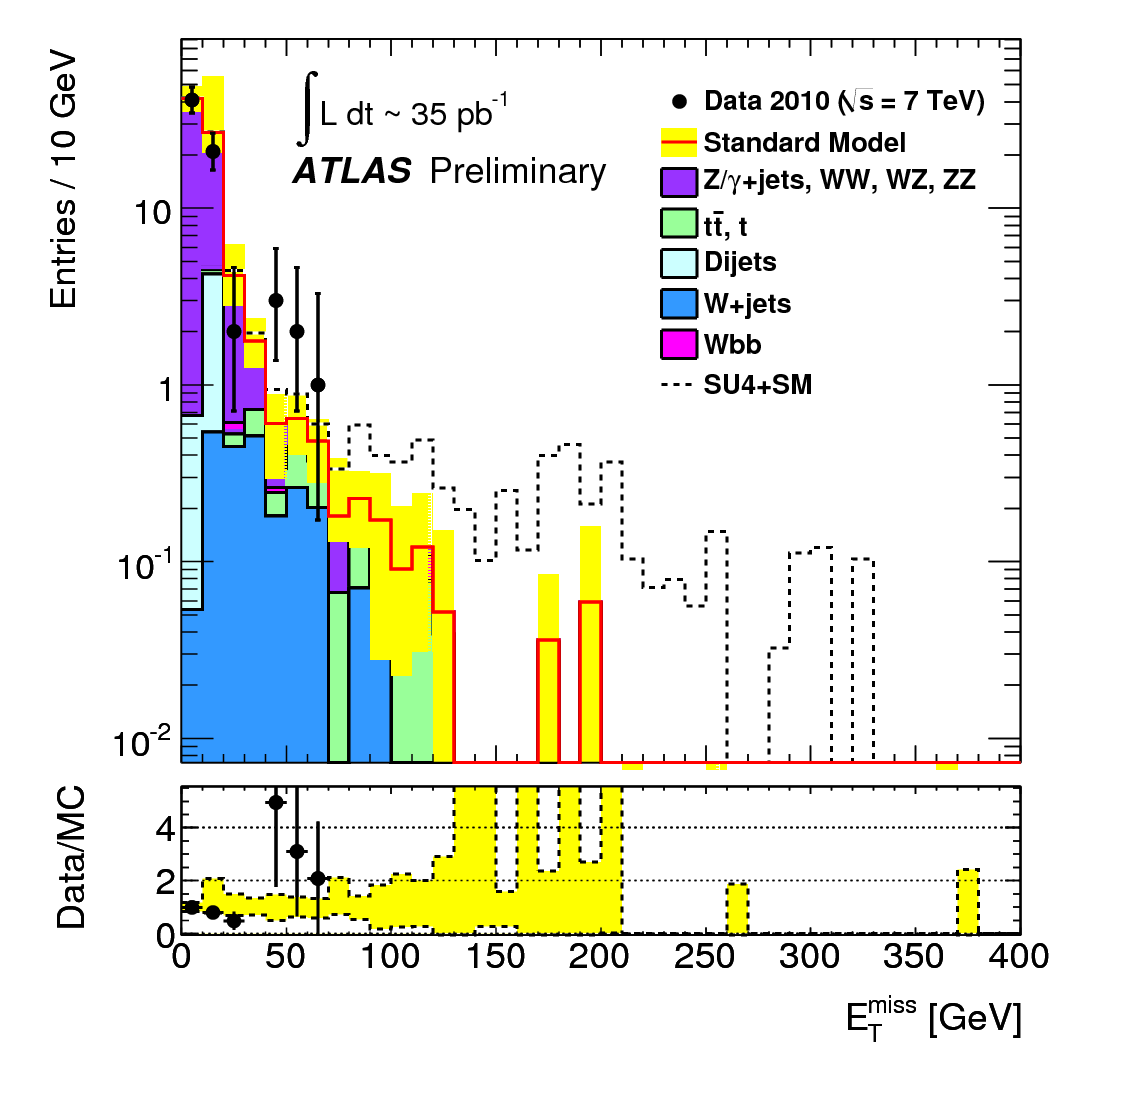 Entries / 10 GeV
∫ L dt ~ 35 pb⁻¹
ATLAS Preliminary
Data 2010 (√s = 7 TeV)
Standard Model
Z/γ+jets, WW, WZ, ZZ
tt̄, t
Dijets
W+jets
Wbb
SU4+SM
10
1
10⁻¹
10⁻²
Data/MC
4
2
0
0 50 100 150 200 250 300 350 400
E_T^miss [GeV]